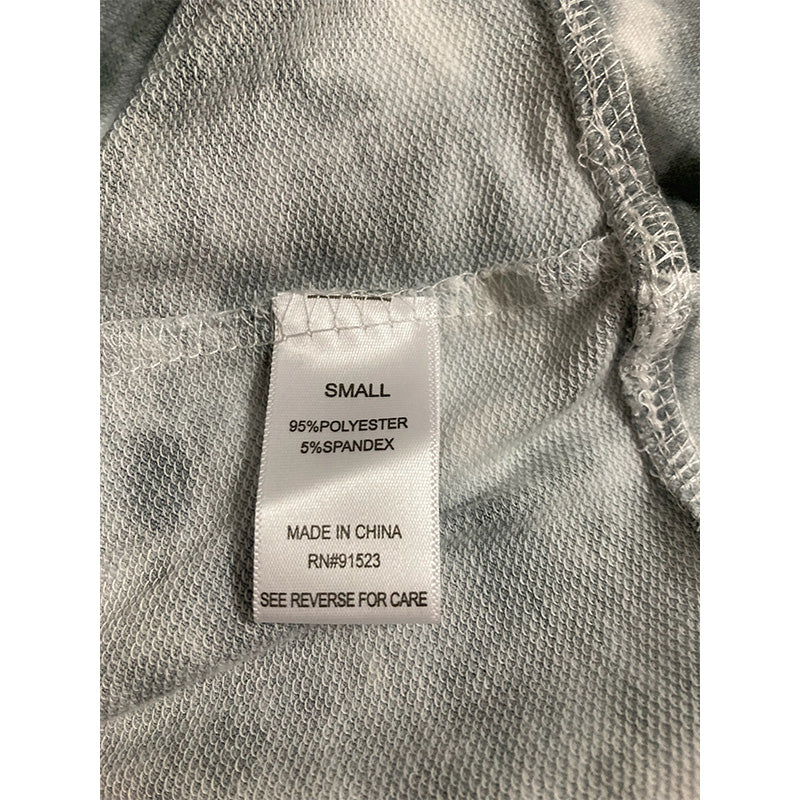 SMALL
95%POLYESTER
5%SPANDEX
MADE IN CHINA
RN#91523
SEE REVERSE FOR CARE